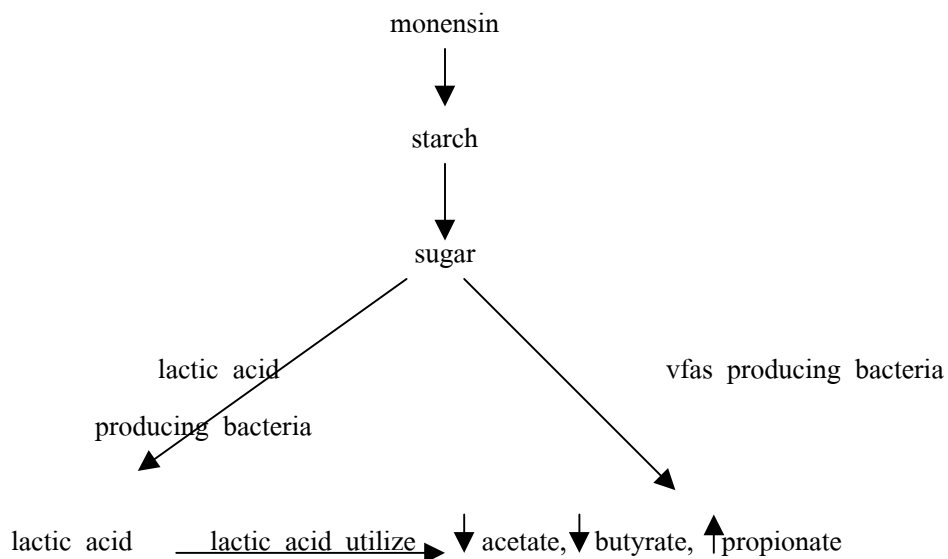 monensin
starch
sugar
lactic acid
producing bacteria
vfas producing bacteria
lactic acid lactic acid utilize acetate, butyrate, propionate